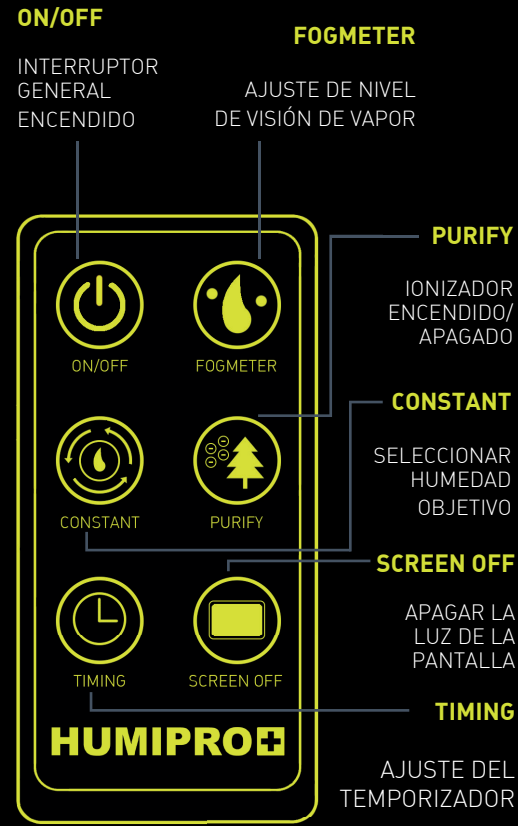 ON/OFF
INTERRUPTOR
GENERAL
ENCENDIDO
FOGMETER
AJUSTE DE NIVEL
DE VISIÓN DE VAPOR
PURIFY
IONIZADOR
ENCENDIDO/
APAGADO
CONSTANT
SELECCIONAR
HUMEDAD
OBJETIVO
SCREEN OFF
APAGAR LA
LUZ DE LA
PANTALLA
TIMING
AJUSTE DEL
TEMPORIZADOR
ON/OFF
FOGMETER
CONSTANT
PURIFY
TIMING
SCREEN OFF
HUMIPRO+